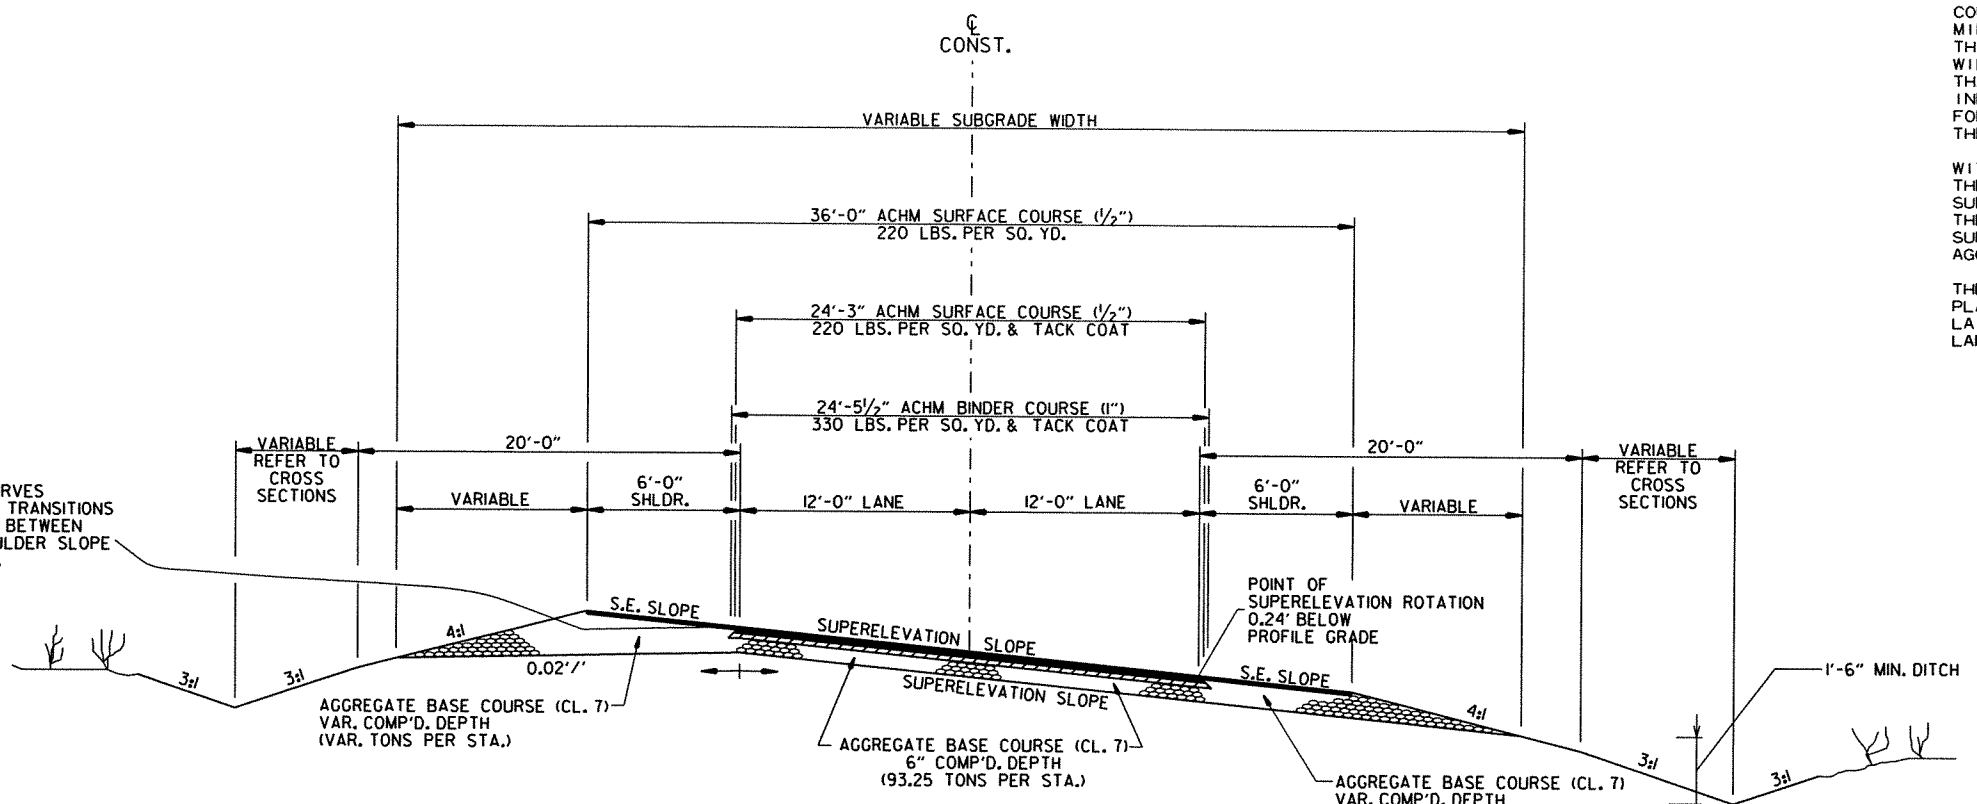 ℄
CONST.
VARIABLE SUBGRADE WIDTH
36'-0" ACHM SURFACE COURSE (1/2")
220 LBS. PER SQ. YD.
24'-3" ACHM SURFACE COURSE (1/2")
220 LBS. PER SQ. YD. & TACK COAT
24'-5 1/2" ACHM BINDER COURSE (1")
330 LBS. PER SQ. YD. & TACK COAT
VARIABLE
REFER TO
CROSS
SECTIONS
20'-0"
20'-0"
VARIABLE
REFER TO
CROSS
SECTIONS
VARIABLE
6'-0"
SHLDR.
12'-0" LANE
12'-0" LANE
6'-0"
SHLDR.
VARIABLE
TRANSITIONS
BETWEEN
SLOPE
POINT OF
SUPERELEVATION ROTATION
0.24' BELOW
PROFILE GRADE
S.E. SLOPE
SUPERELEVATION SLOPE
S.E. SLOPE
4:1
0.02'/'
SUPERELEVATION SLOPE
4:1
3:1
3:1
3:1
3:1
1'-6" MIN. DITCH
AGGREGATE BASE COURSE (CL. 7)
VAR. COMP'D. DEPTH
(VAR. TONS PER STA.)
AGGREGATE BASE COURSE (CL. 7)
6" COMP'D. DEPTH
(93.25 TONS PER STA.)
AGGREGATE BASE COURSE (CL. 7)
VAR. COMP'D. DEPTH